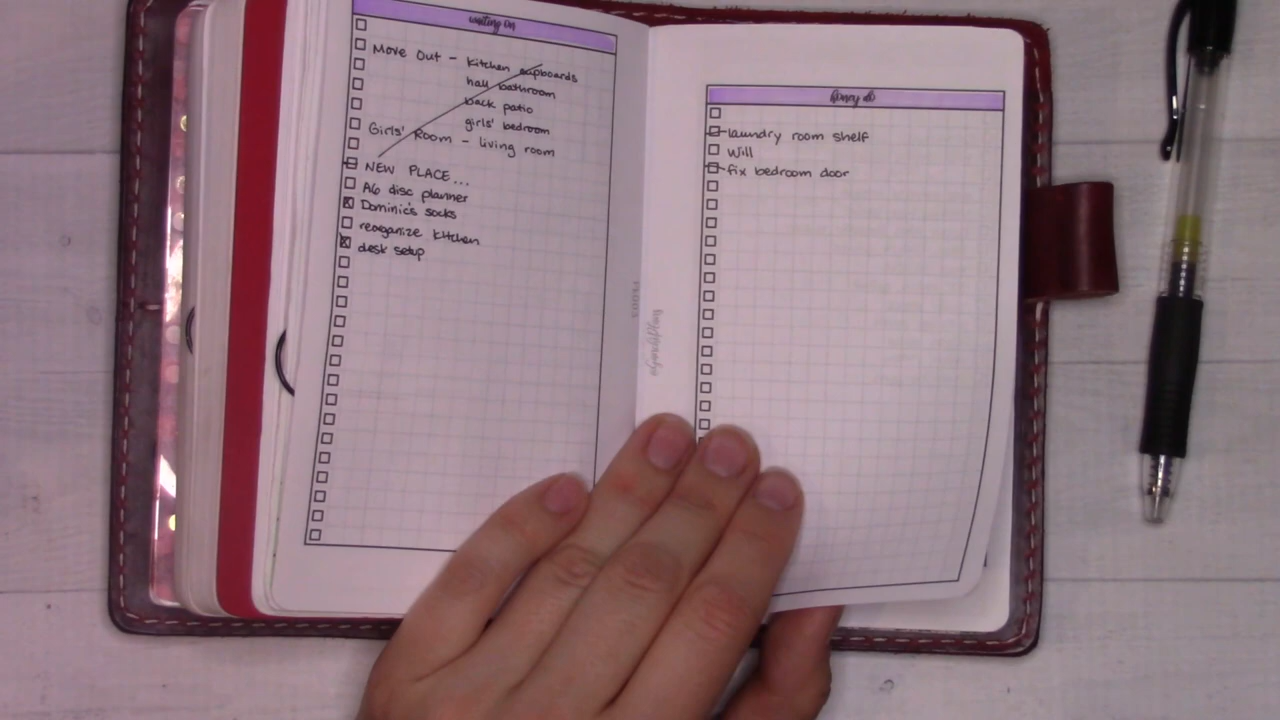 waiting on
Move Out - kitchen cupboards
hall bathroom
back patio
girls' bedroom
Girls' Room - living room
NEW PLACE...
A6 disc planner
Dominic's socks
reorganize kitchen
desk setup
honey do
laundry room shelf
Will
fix bedroom door